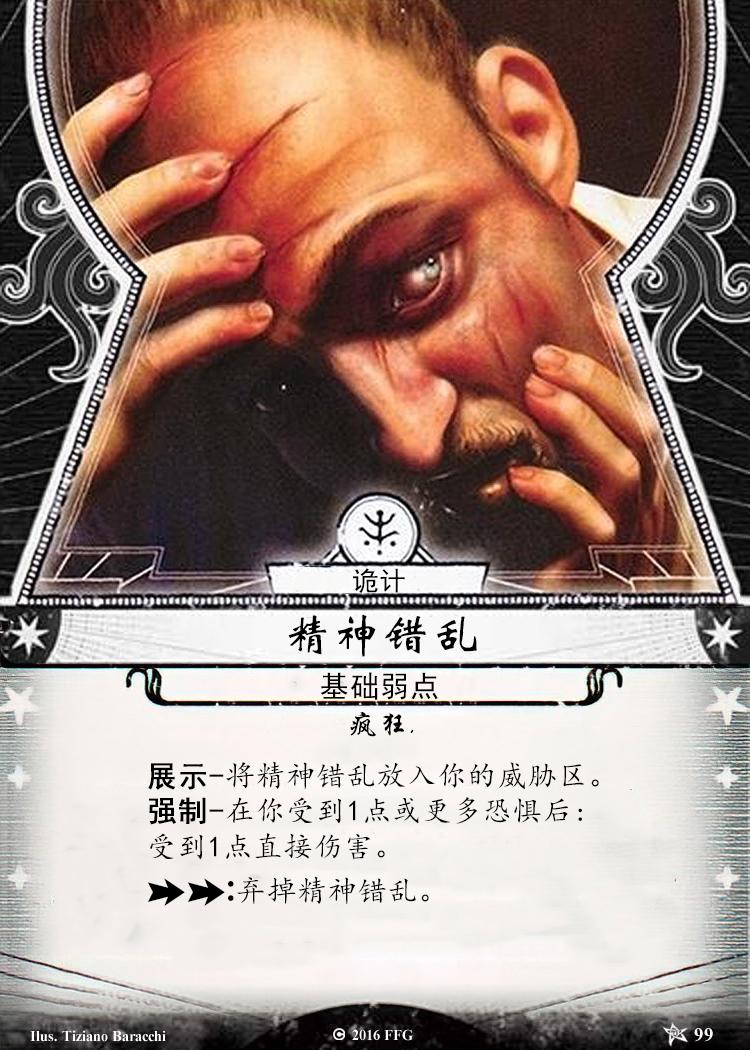 诡计
精神错乱
基础弱点
疯狂.
展示-将精神错乱放入你的威胁区。
强制-在你受到1点或更多恐惧后:
受到1点直接伤害。
:弃掉精神错乱。
Ilus. Tiziano Baracchi
© 2016 FFG
99